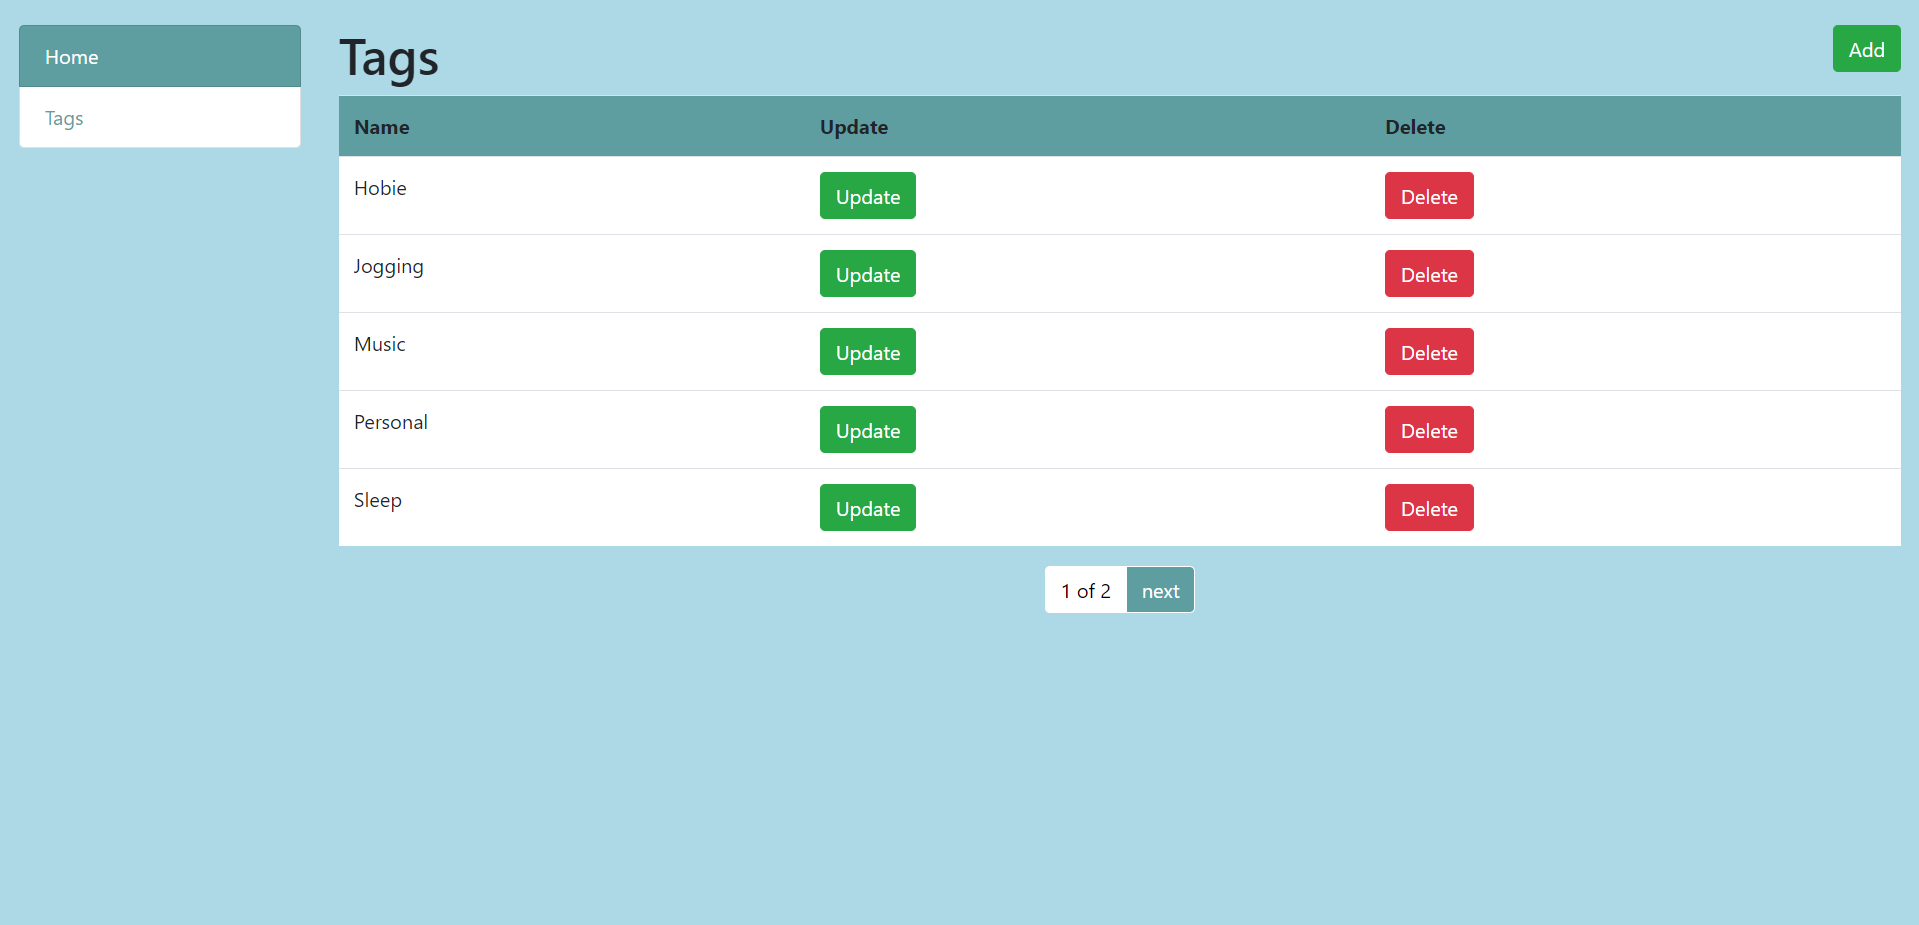 Home
Tags
Tags
Add
Name Update Delete
Hobie Update Delete
Jogging Update Delete
Music Update Delete
Personal Update Delete
Sleep Update Delete
1 of 2 next